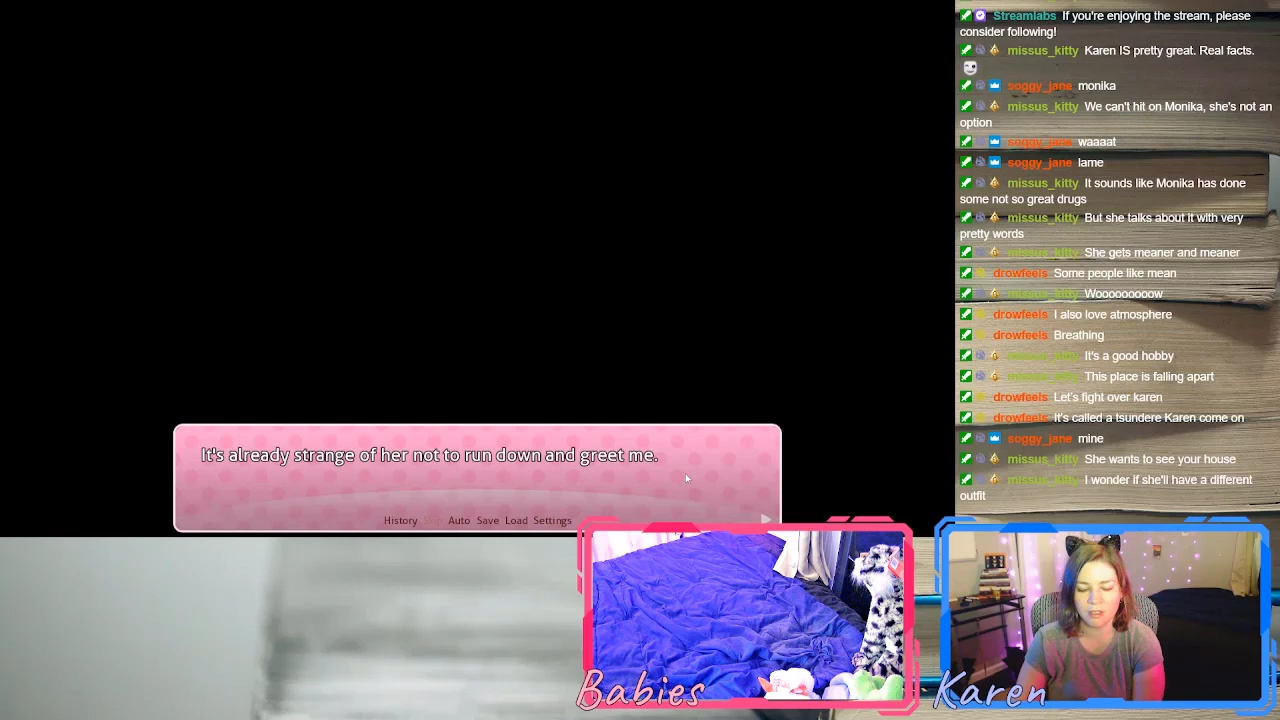 Streamlabs If you're enjoying the stream, please
consider following!
missus_kitty Karen IS pretty great. Real facts.
soggy_jane monika
missus_kitty We can't hit on Monika, she's not an
option
soggy_jane waaaat
soggy_jane lame
missus_kitty It sounds like Monika has done
some not so great drugs
missus_kitty But she talks about it with very
pretty words
missus_kitty She gets meaner and meaner
drowfeels Some people like mean
missus_kitty Wooooooooow
drowfeels I also love atmosphere
drowfeels Breathing
missus_kitty It's a good hobby
missus_kitty This place is falling apart
drowfeels Let's fight over karen
drowfeels It's called a tsundere Karen come on
soggy_jane mine
missus_kitty She wants to see your house
missus_kitty I wonder if she'll have a different
outfit
It's already strange of her not to run down and greet me.
History Skip Auto Save Load Settings
Babies
Karen